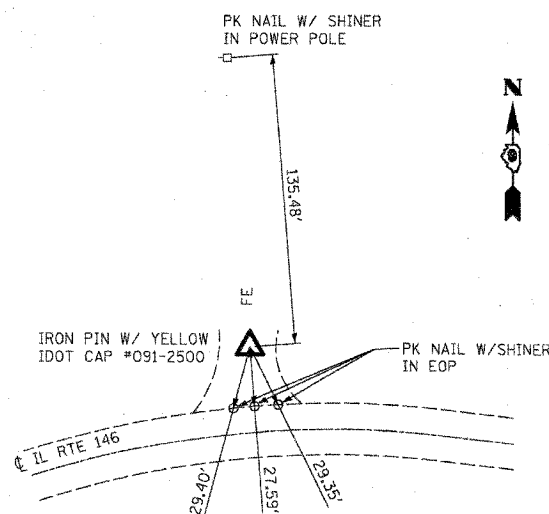 PK NAIL W/ SHINER
IN POWER POLE
N
135.48'
FE
IRON PIN W/ YELLOW
IDOT CAP #091-2500
PK NAIL W/SHINER
IN EOP
℄ IL RTE 146
29.40'
27.59'
29.35'